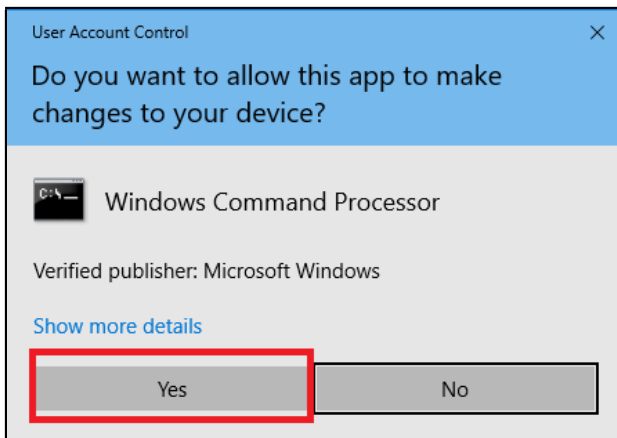 User Account Control
Do you want to allow this app to make
changes to your device?
C:\_
Windows Command Processor
Verified publisher: Microsoft Windows
Show more details
Yes
No